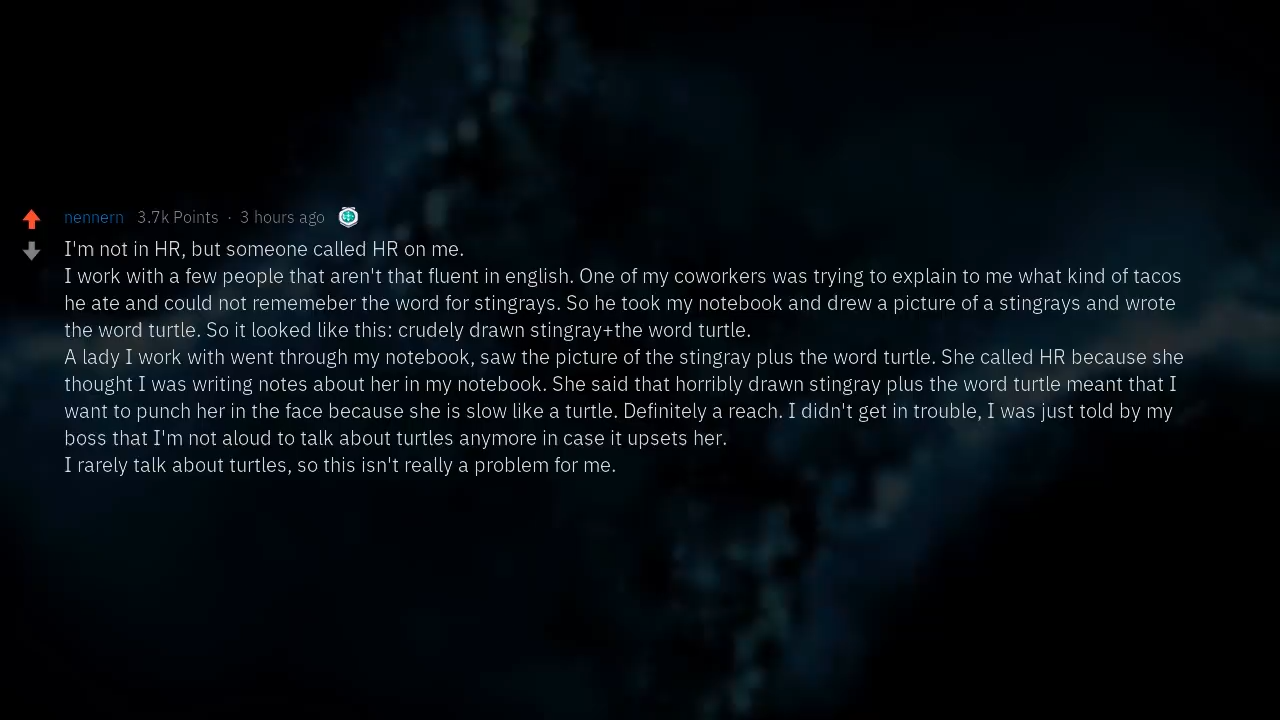 nennern 3.7k Points · 3 hours ago
I'm not in HR, but someone called HR on me.
I work with a few people that aren't that fluent in english. One of my coworkers was trying to explain to me what kind of tacos
he ate and could not rememeber the word for stingrays. So he took my notebook and drew a picture of a stingrays and wrote
the word turtle. So it looked like this: crudely drawn stingray+the word turtle.
A lady I work with went through my notebook, saw the picture of the stingray plus the word turtle. She called HR because she
thought I was writing notes about her in my notebook. She said that horribly drawn stingray plus the word turtle meant that I
want to punch her in the face because she is slow like a turtle. Definitely a reach. I didn't get in trouble, I was just told by my
boss that I'm not aloud to talk about turtles anymore in case it upsets her.
I rarely talk about turtles, so this isn't really a problem for me.